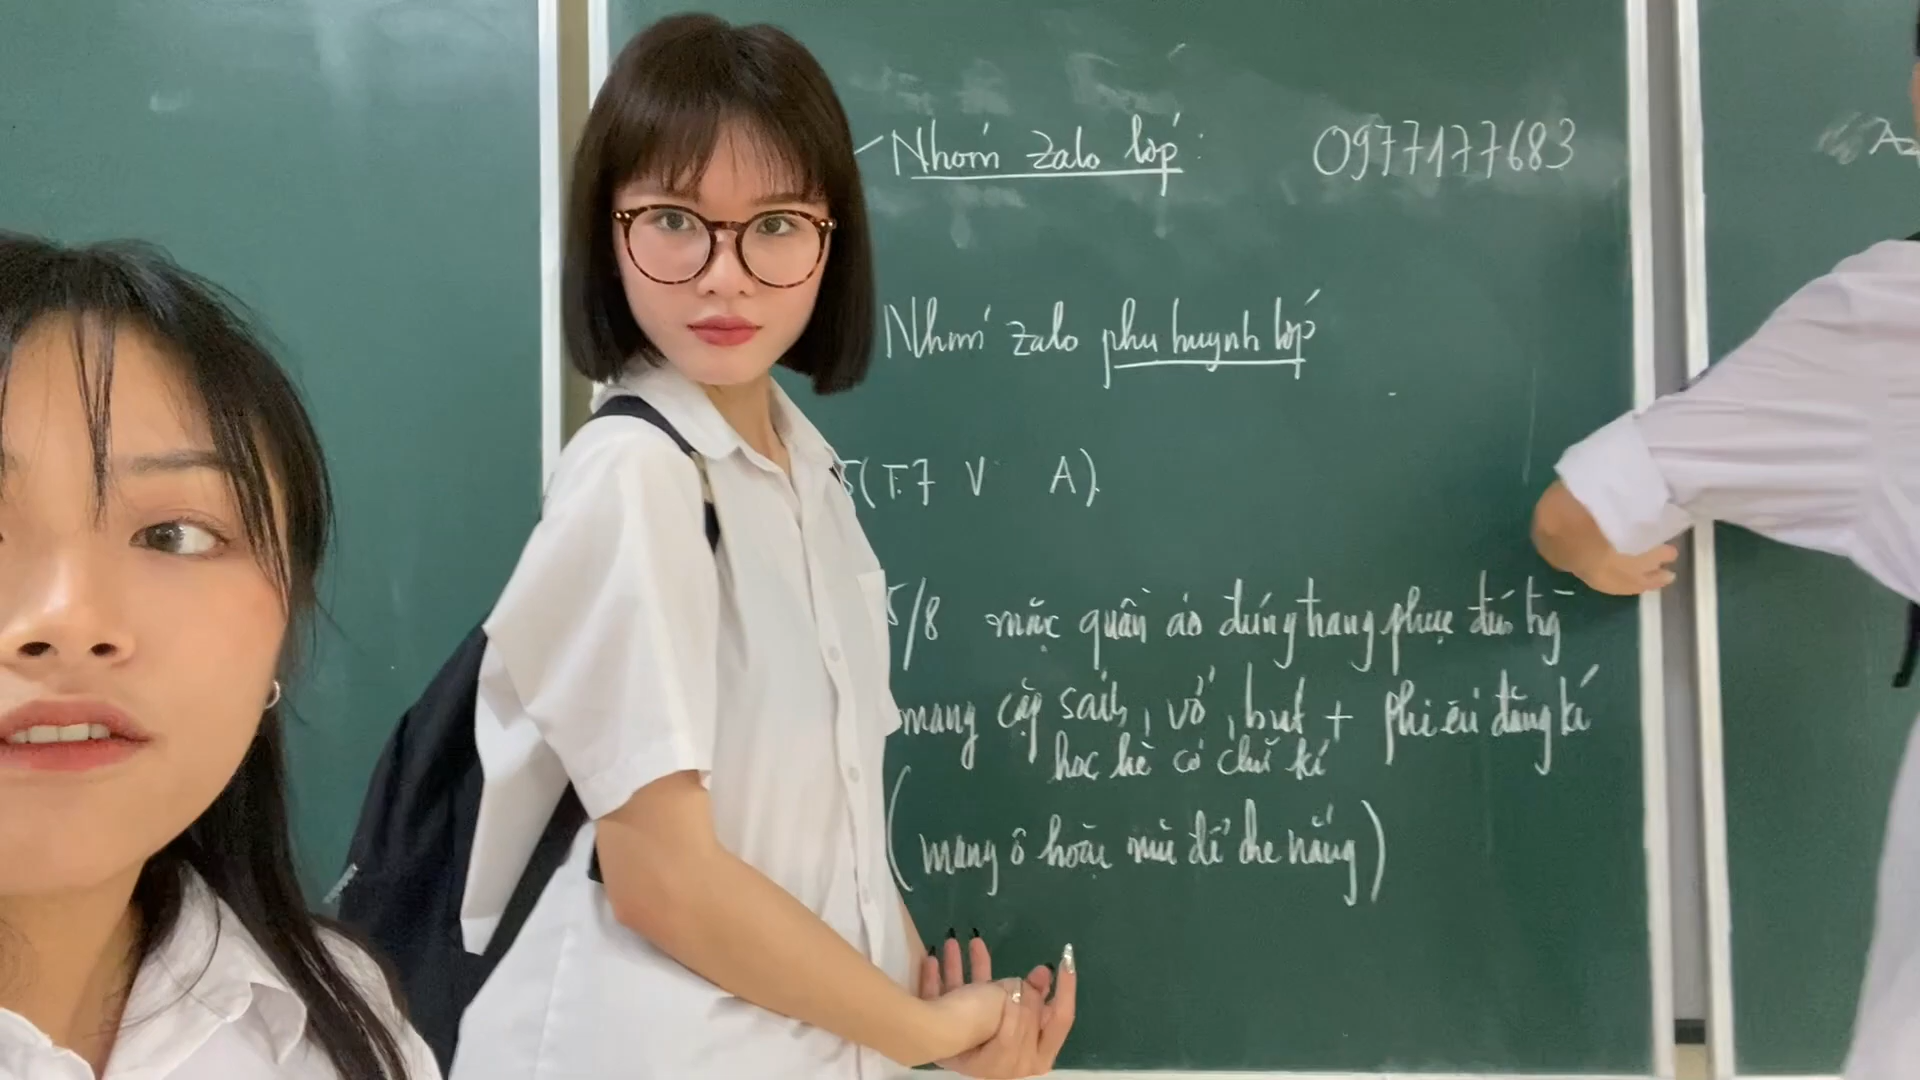 Nhóm zalo lớp: 0977177683
Nhóm zalo phụ huynh lớp
5(T.7 V A)
5/8 mặc quần áo đúng trang phục đến trg
mang cặp sách, vở, bút + phiếu đăng kí
học hè có chữ kí
(mang ô hoặc mũ để che nắng)